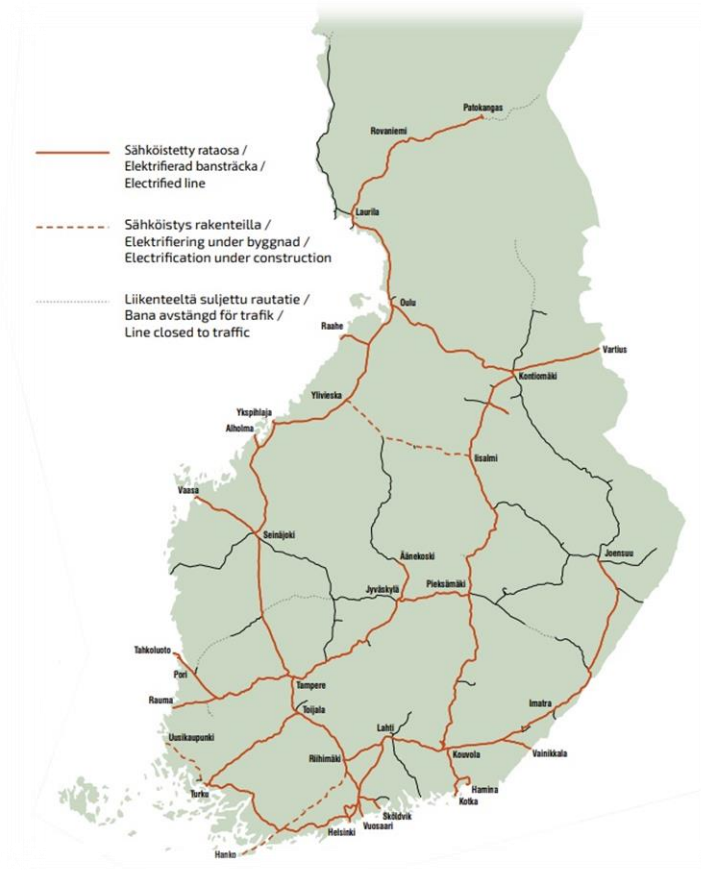 Patokangas
Rovaniemi
Sähköistetty rataosa /
Elektrifierad bansträcka /
Electrified line
Laurila
Sähköistys rakenteilla /
Elektrifiering under byggnad /
Electrification under construction
Liikenteeltä suljettu rautatie /
Bana avstängd för trafik /
Line closed to traffic
Oulu
Raahe
Vartius
Kontiomäki
Ylivieska
Ykspihlaja
Alholma
Iisalmi
Vaasa
Seinäjoki
Äänekoski
Joensuu
Jyväskylä
Pieksämäki
Tahkoluoto
Pori
Tampere
Rauma
Imatra
Toijala
Lahti
Uusikaupunki
Riihimäki
Kouvola
Vainikkala
Turku
Hamina
Kotka
Sköldvik
Vuosaari
Helsinki
Hanko